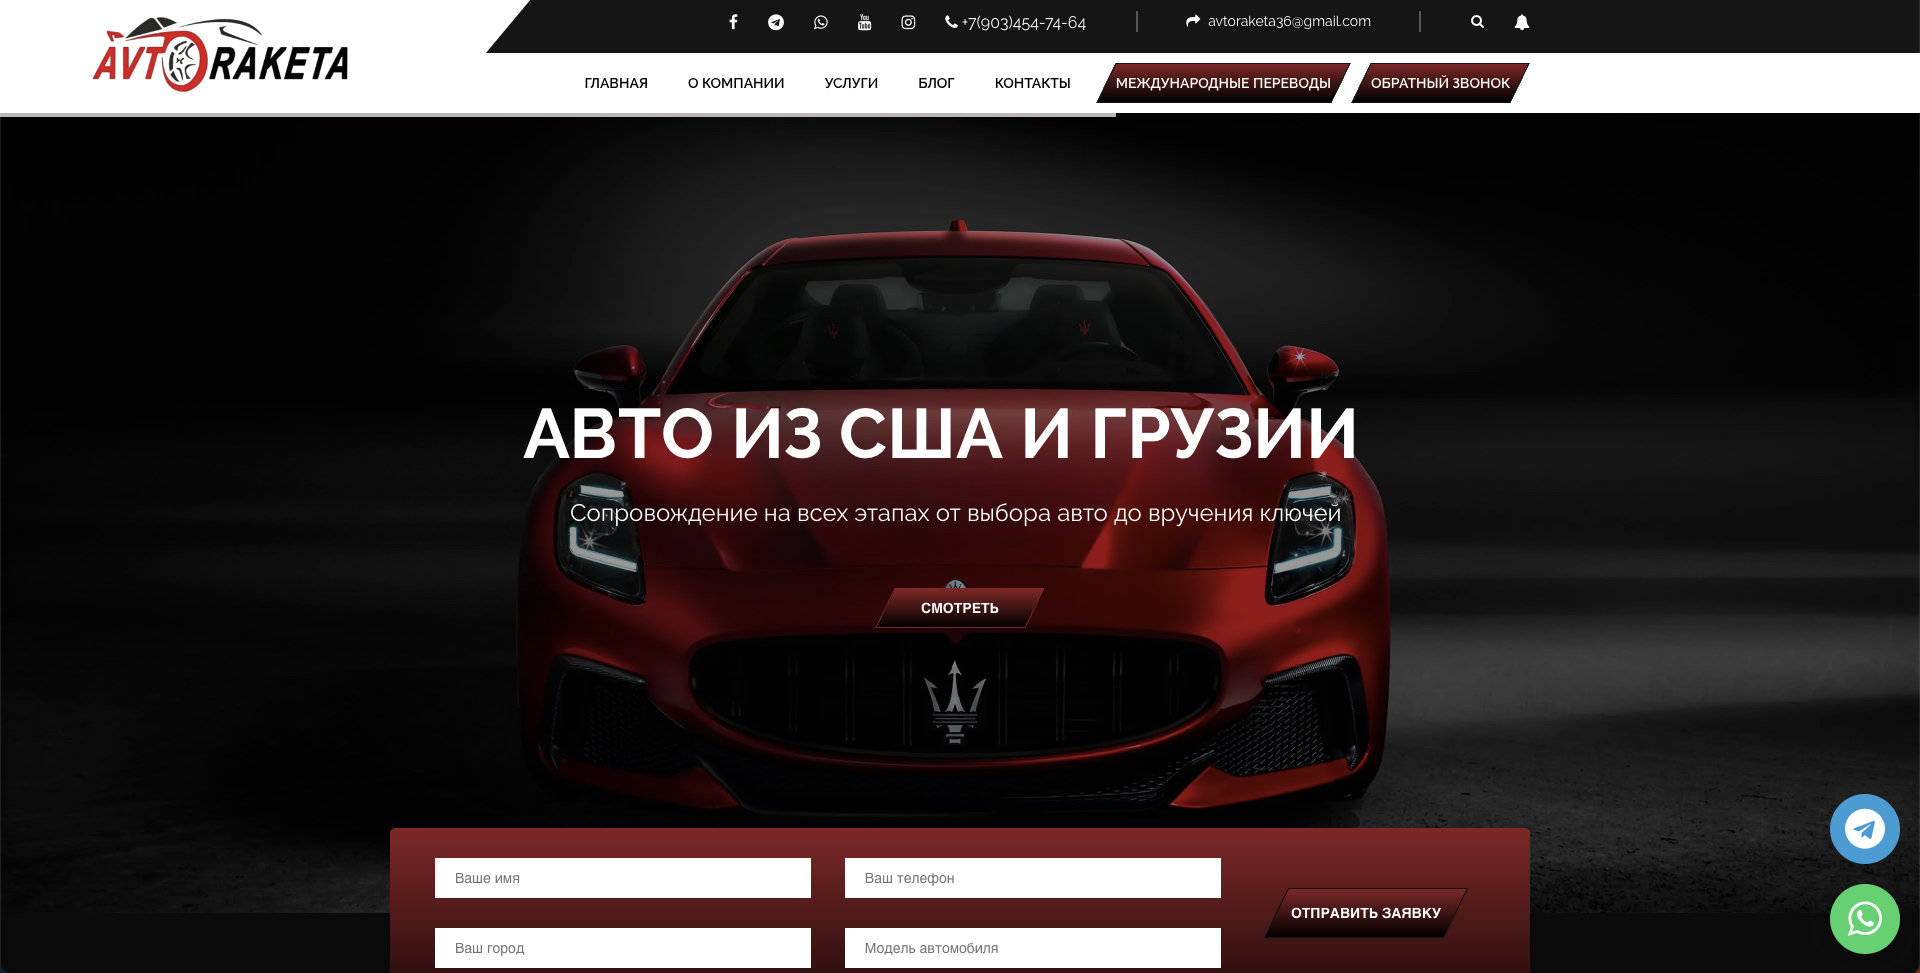 AVTORAKETA
+7(903)454-74-64
avtoraketa36@gmail.com
ГЛАВНАЯ
О КОМПАНИИ
УСЛУГИ
БЛОГ
КОНТАКТЫ
МЕЖДУНАРОДНЫЕ ПЕРЕВОДЫ
ОБРАТНЫЙ ЗВОНОК
АВТО ИЗ США И ГРУЗИИ
Сопровождение на всех этапах от выбора авто до вручения ключей
СМОТРЕТЬ
Ваше имя
Ваш телефон
ОТПРАВИТЬ ЗАЯВКУ
Ваш город
Модель автомобиля